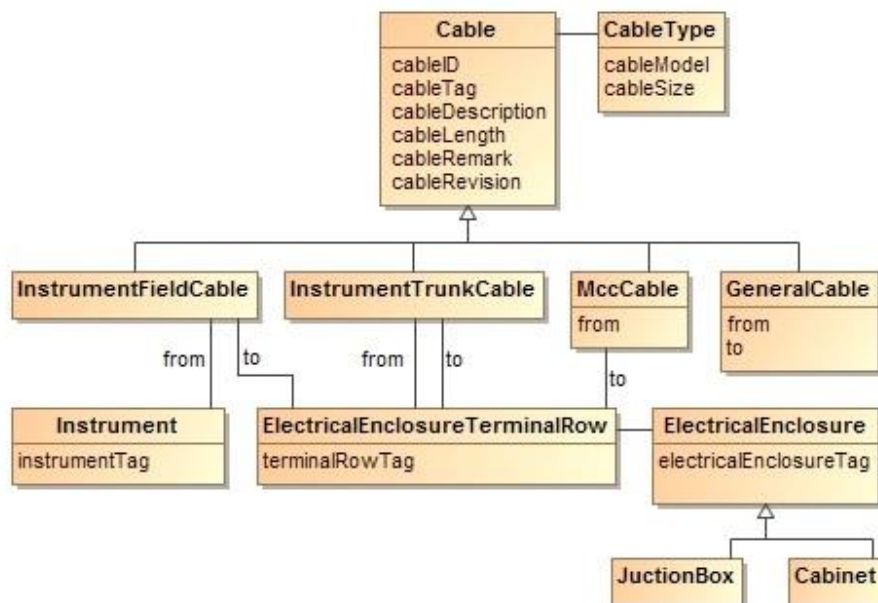 Cable
cableID
cableTag
cableDescription
cableLength
cableRemark
cableRevision
CableType
cableModel
cableSize
InstrumentFieldCable
InstrumentTrunkCable
MccCable
from
GeneralCable
from
to
from
to
from
to
to
Instrument
instrumentTag
ElectricalEnclosureTerminalRow
terminalRowTag
ElectricalEnclosure
electricalEnclosureTag
JuctionBox
Cabinet